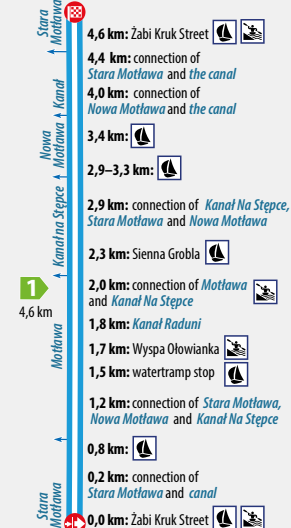 Stara
Motława
4,6 km: Żabi Kruk Street
4,4 km: connection of
Stara Motława and the canal
Kanał
4,0 km: connection of
Nowa Motława and the canal
Nowa
Motława
3,4 km:
2,9–3,3 km:
Kanał na Stępce
2,9 km: connection of Kanał Na Stępce,
Stara Motława and Nowa Motława
2,3 km: Sienna Grobla
1
4,6 km
2,0 km: connection of Motława
and Kanał Na Stępce
1,8 km: Kanał Raduni
Motława
1,7 km: Wyspa Ołowianka
1,5 km: watertramp stop
1,2 km: connection of Stara Motława,
Nowa Motława and Kanał Na Stępce
0,8 km:
0,2 km: connection of
Stara Motława and canal
Stara
Motława
0,0 km: Żabi Kruk Street